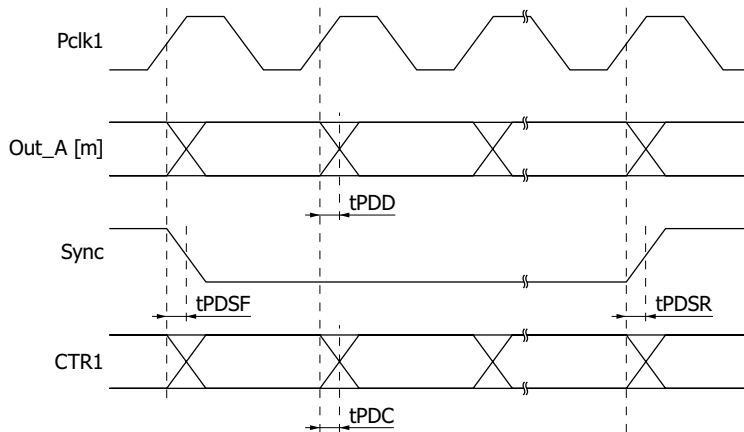 Pclk1
Out_A [m]
tPDD
Sync
tPDSF
tPDSR
CTR1
tPDC